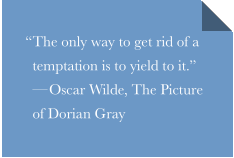 “The only way to get rid of a
temptation is to yield to it.”
—Oscar Wilde, The Picture
of Dorian Gray